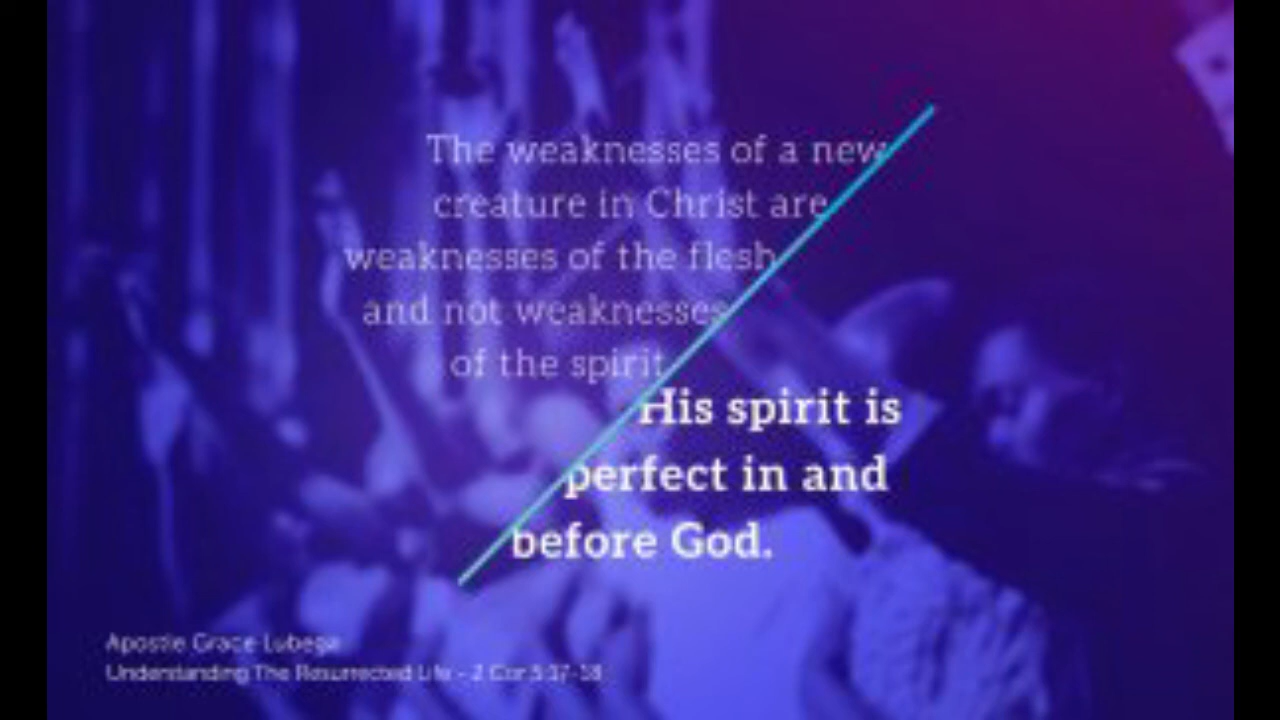 The weaknesses of a new
creature in Christ are
weaknesses of the flesh
and not weaknesses
of the spirit.
His spirit is
perfect in and
before God.
Apostle Grace Lubega
Understanding The Resurrected Life - 2 Cor 5:17-18